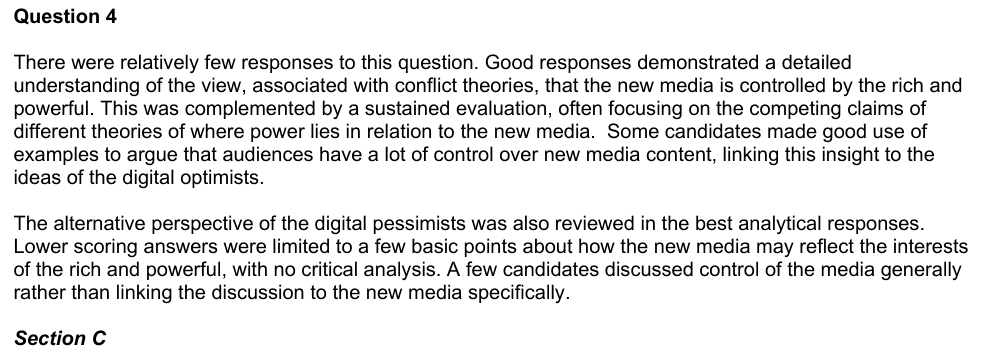 Question 4
There were relatively few responses to this question. Good responses demonstrated a detailed
understanding of the view, associated with conflict theories, that the new media is controlled by the rich and
powerful. This was complemented by a sustained evaluation, often focusing on the competing claims of
different theories of where power lies in relation to the new media.  Some candidates made good use of
examples to argue that audiences have a lot of control over new media content, linking this insight to the
ideas of the digital optimists.
The alternative perspective of the digital pessimists was also reviewed in the best analytical responses.
Lower scoring answers were limited to a few basic points about how the new media may reflect the interests
of the rich and powerful, with no critical analysis. A few candidates discussed control of the media generally
rather than linking the discussion to the new media specifically.
Section C